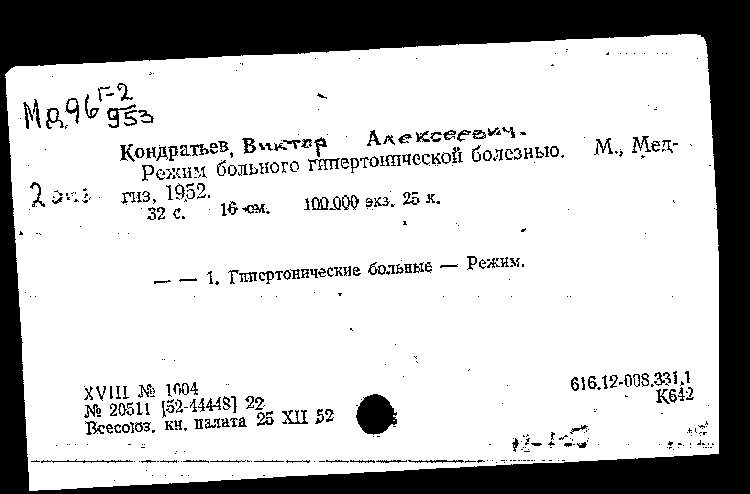 МД96 Г-2
953
Кондратьев, Виктор Алексеевич.
Режим больного гипертонической болезнью. М., Мед-
2 экз гиз, 1952.
32 с. 16 см. 100.000 экз. 25 к.
— — 1. Гипертонические больные — Режим.
XVIII № 1004
№ 20511 [52-44448] 22
Всесоюз. кн. палата 25 XII 52
616.12-008.331.1
К642